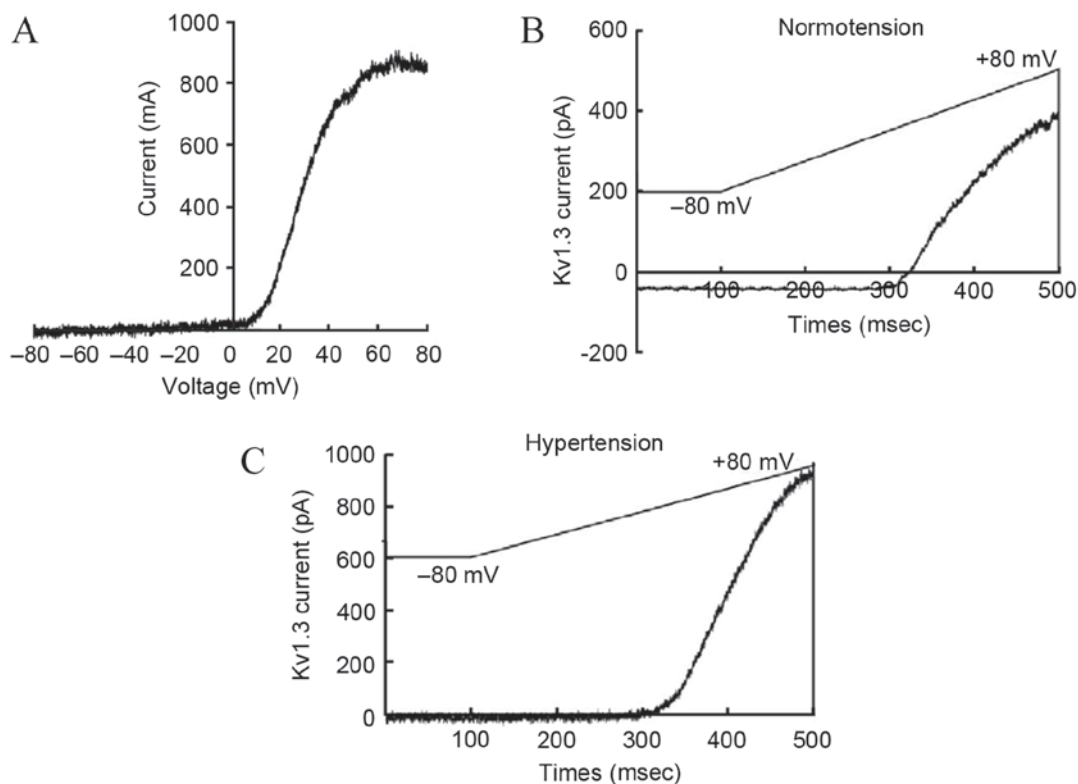 A
1000
800
600
400
200
Current (mA)
–80 –60 –40 –20 0 20 40 60 80
Voltage (mV)
B
Normotension
600
400
200
0
-200
Kv1.3 current (pA)
+80 mV
–80 mV
100 200 300 400 500
Times (msec)
C
Hypertension
1000
800
600
400
200
0
Kv1.3 current (pA)
+80 mV
–80 mV
100 200 300 400 500
Times (msec)